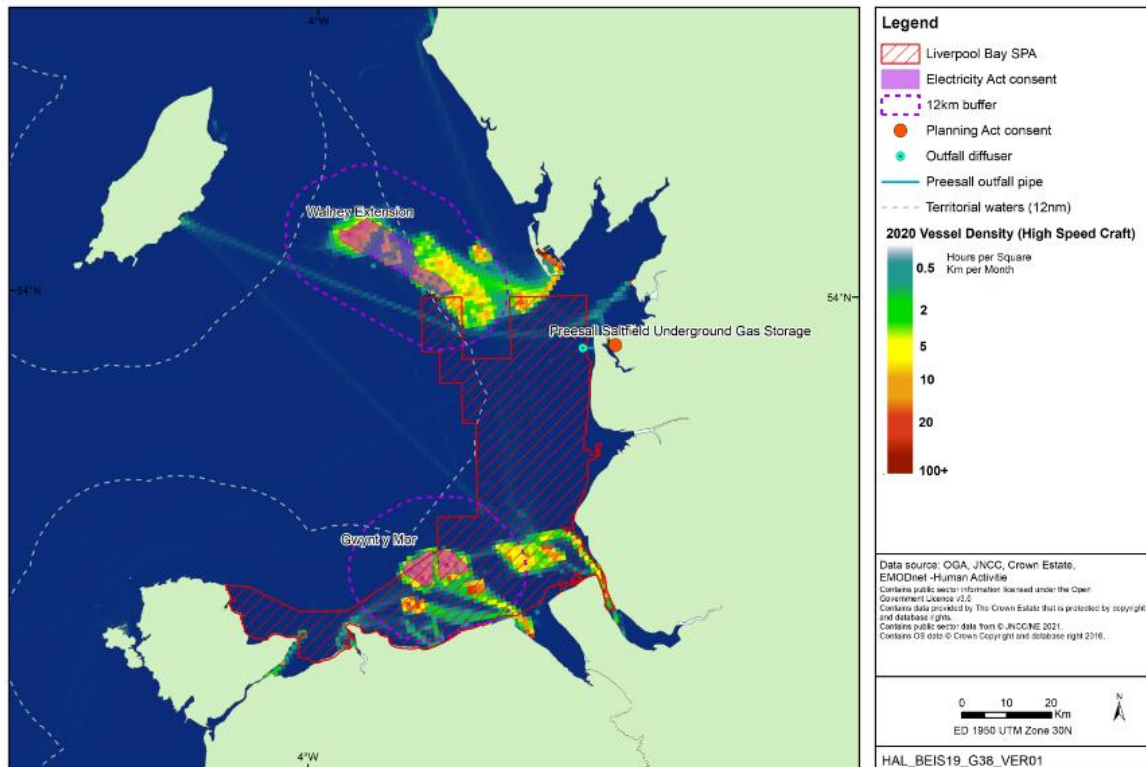 4°W
Walney Extension
54°N
54°N
Preesall Saltfield Underground Gas Storage
Gwynt y Mor
4°W
Legend
Liverpool Bay SPA
Electricity Act consent
12km buffer
Planning Act consent
Outfall diffuser
Preesall outfall pipe
Territorial waters (12nm)
2020 Vessel Density (High Speed Craft)
Hours per Square
Km per Month
0.5
2
5
10
20
100+
Data source: OGA, JNCC, Crown Estate,
EMODnet -Human Activitie
Contains public sector information licensed under the Open
Government Licence v3.0
Contains data provided by The Crown Estate that is protected by copyright
and database rights.
Contains public sector data from © JNCC/NE 2021.
Contains OS data © Crown Copyright and database right 2016.
0 10 20
Km
N
ED 1950 UTM Zone 30N
HAL_BEIS19_G38_VER01